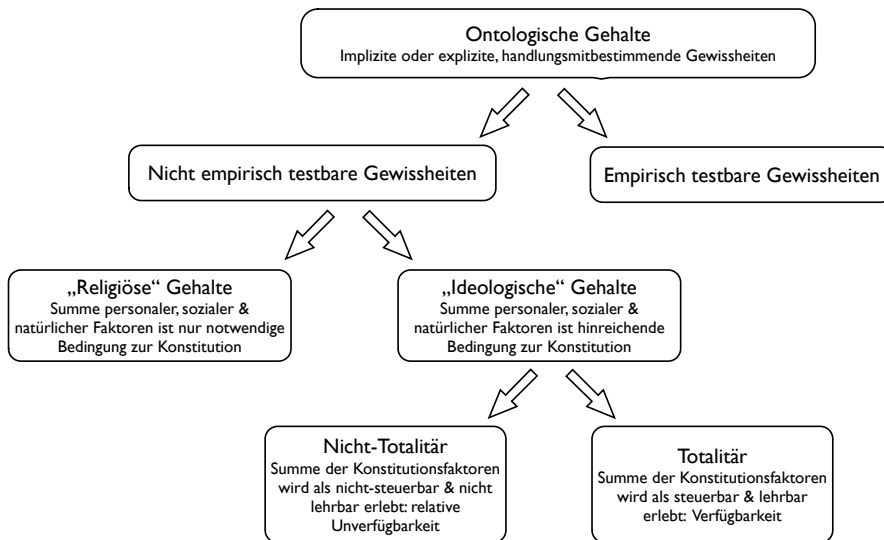 Ontologische Gehalte
Implizite oder explizite, handlungsmitbestimmende Gewissheiten
Nicht empirisch testbare Gewissheiten
Empirisch testbare Gewissheiten
„Religiöse“ Gehalte
Summe personaler, sozialer &
natürlicher Faktoren ist nur notwendige
Bedingung zur Konstitution
„Ideologische“ Gehalte
Summe personaler, sozialer &
natürlicher Faktoren ist hinreichende
Bedingung zur Konstitution
Nicht-Totalitär
Summe der Konstitutionsfaktoren
wird als nicht-steuerbar & nicht
lehrbar erlebt: relative
Unverfügbarkeit
Totalitär
Summe der Konstitutionsfaktoren
wird als steuerbar & lehrbar
erlebt: Verfügbarkeit